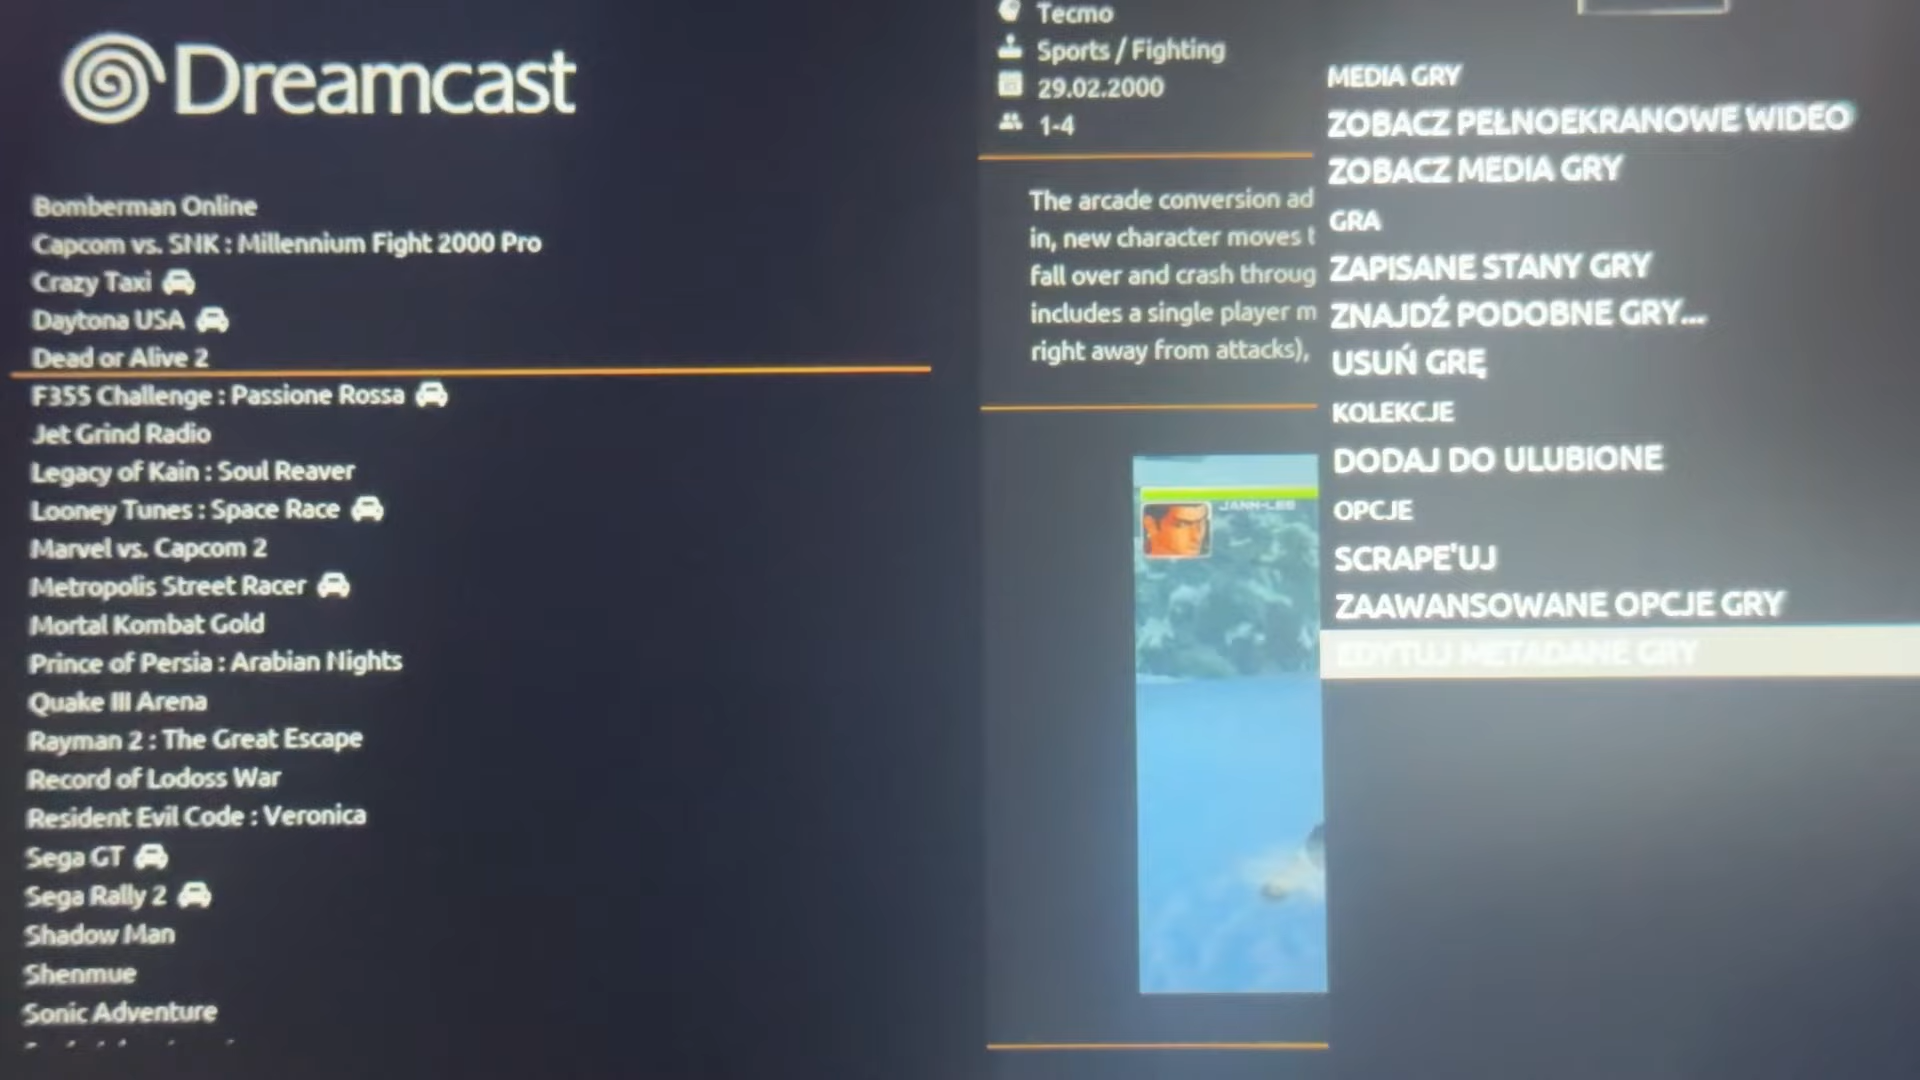 Dreamcast
Bomberman Online
Capcom vs. SNK : Millennium Fight 2000 Pro
Crazy Taxi
Daytona USA
Dead or Alive 2
F355 Challenge : Passione Rossa
Jet Grind Radio
Legacy of Kain : Soul Reaver
Looney Tunes : Space Race
Marvel vs. Capcom 2
Metropolis Street Racer
Mortal Kombat Gold
Prince of Persia : Arabian Nights
Quake III Arena
Rayman 2 : The Great Escape
Record of Lodoss War
Resident Evil Code : Veronica
Sega GT
Sega Rally 2
Shadow Man
Shenmue
Sonic Adventure
Tecmo
Sports / Fighting
29.02.2000
1-4
The arcade conversion ad
in, new character moves t
fall over and crash throug
includes a single player m
right away from attacks),
JANN-LEE
MEDIA GRY
ZOBACZ PEŁNOEKRANOWE WIDEO
ZOBACZ MEDIA GRY
GRA
ZAPISANE STANY GRY
ZNAJDŹ PODOBNE GRY...
USUŃ GRĘ
KOLEKCJE
DODAJ DO ULUBIONE
OPCJE
SCRAPE'UJ
ZAAWANSOWANE OPCJE GRY
EDYTUJ METADANE GRY